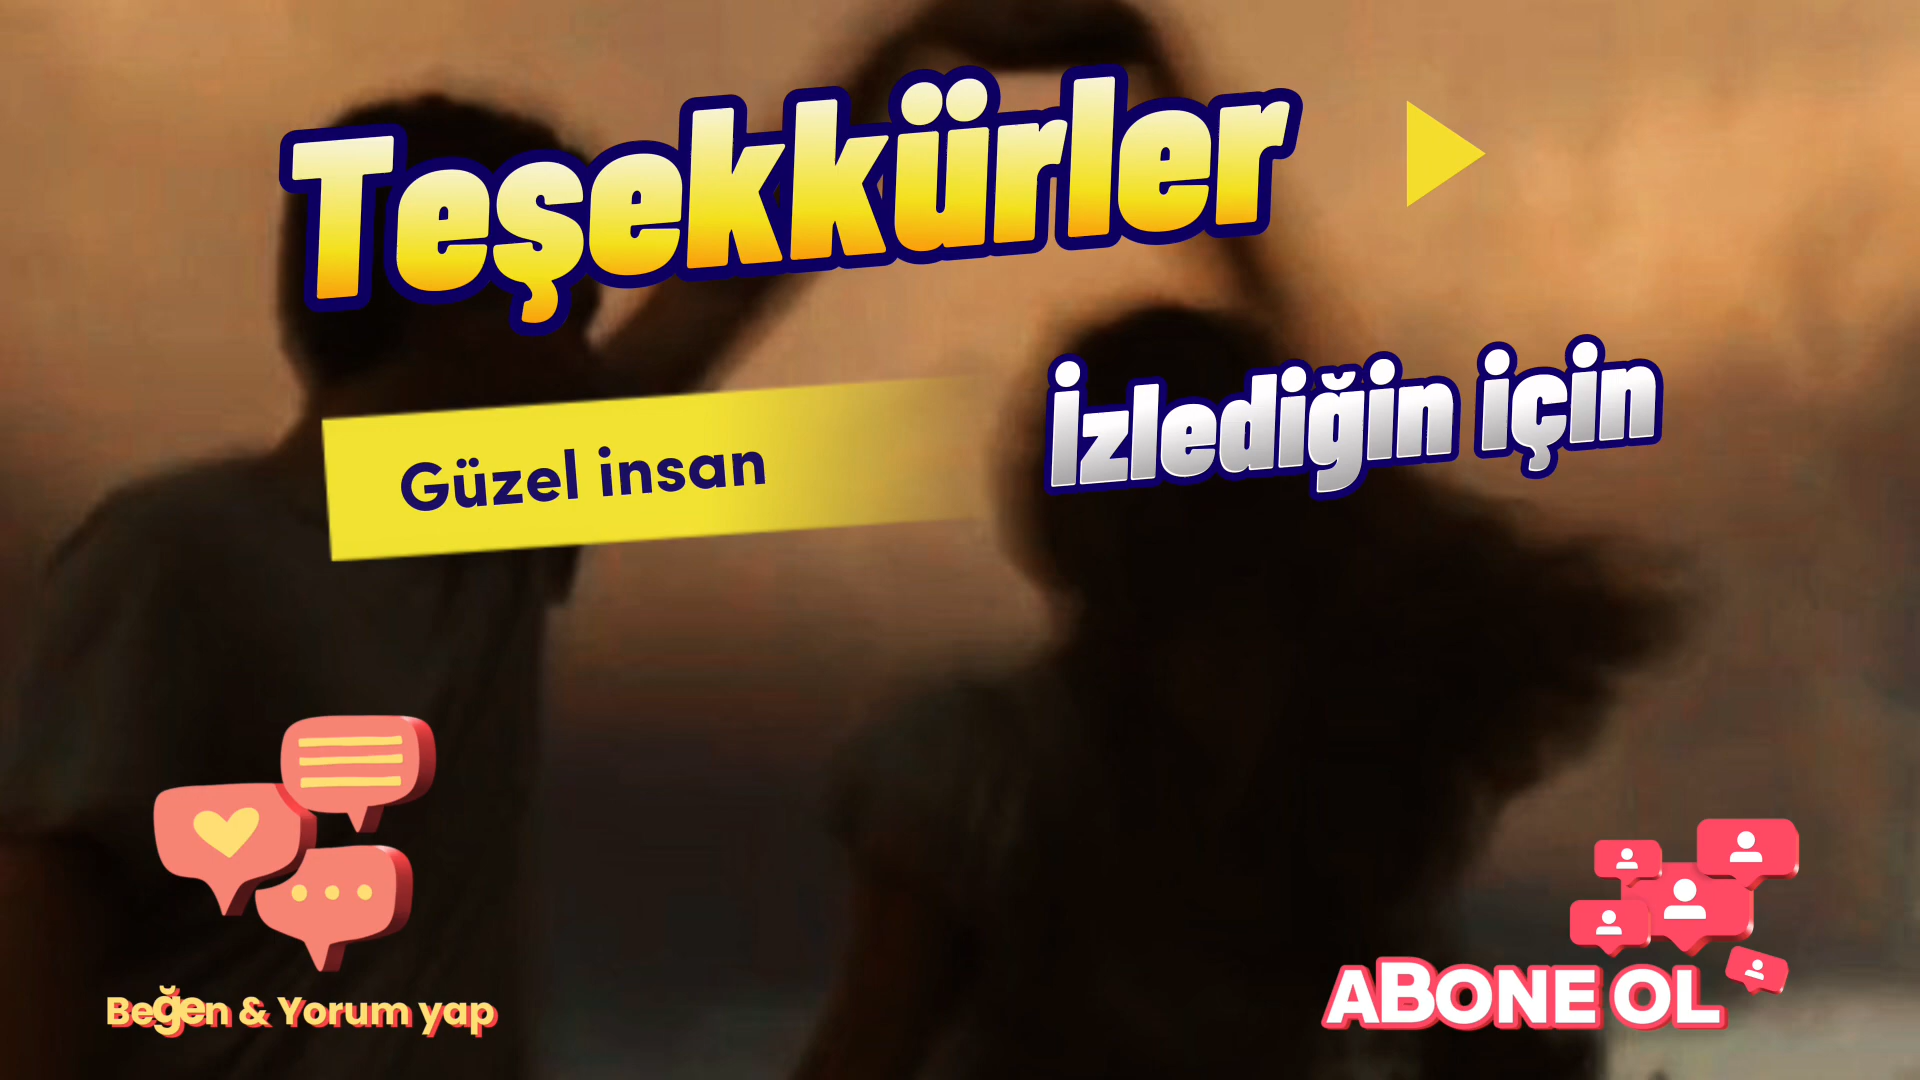 Teşekkürler
İzlediğin için
Güzel insan
Beğen & Yorum yap
ABONE OL